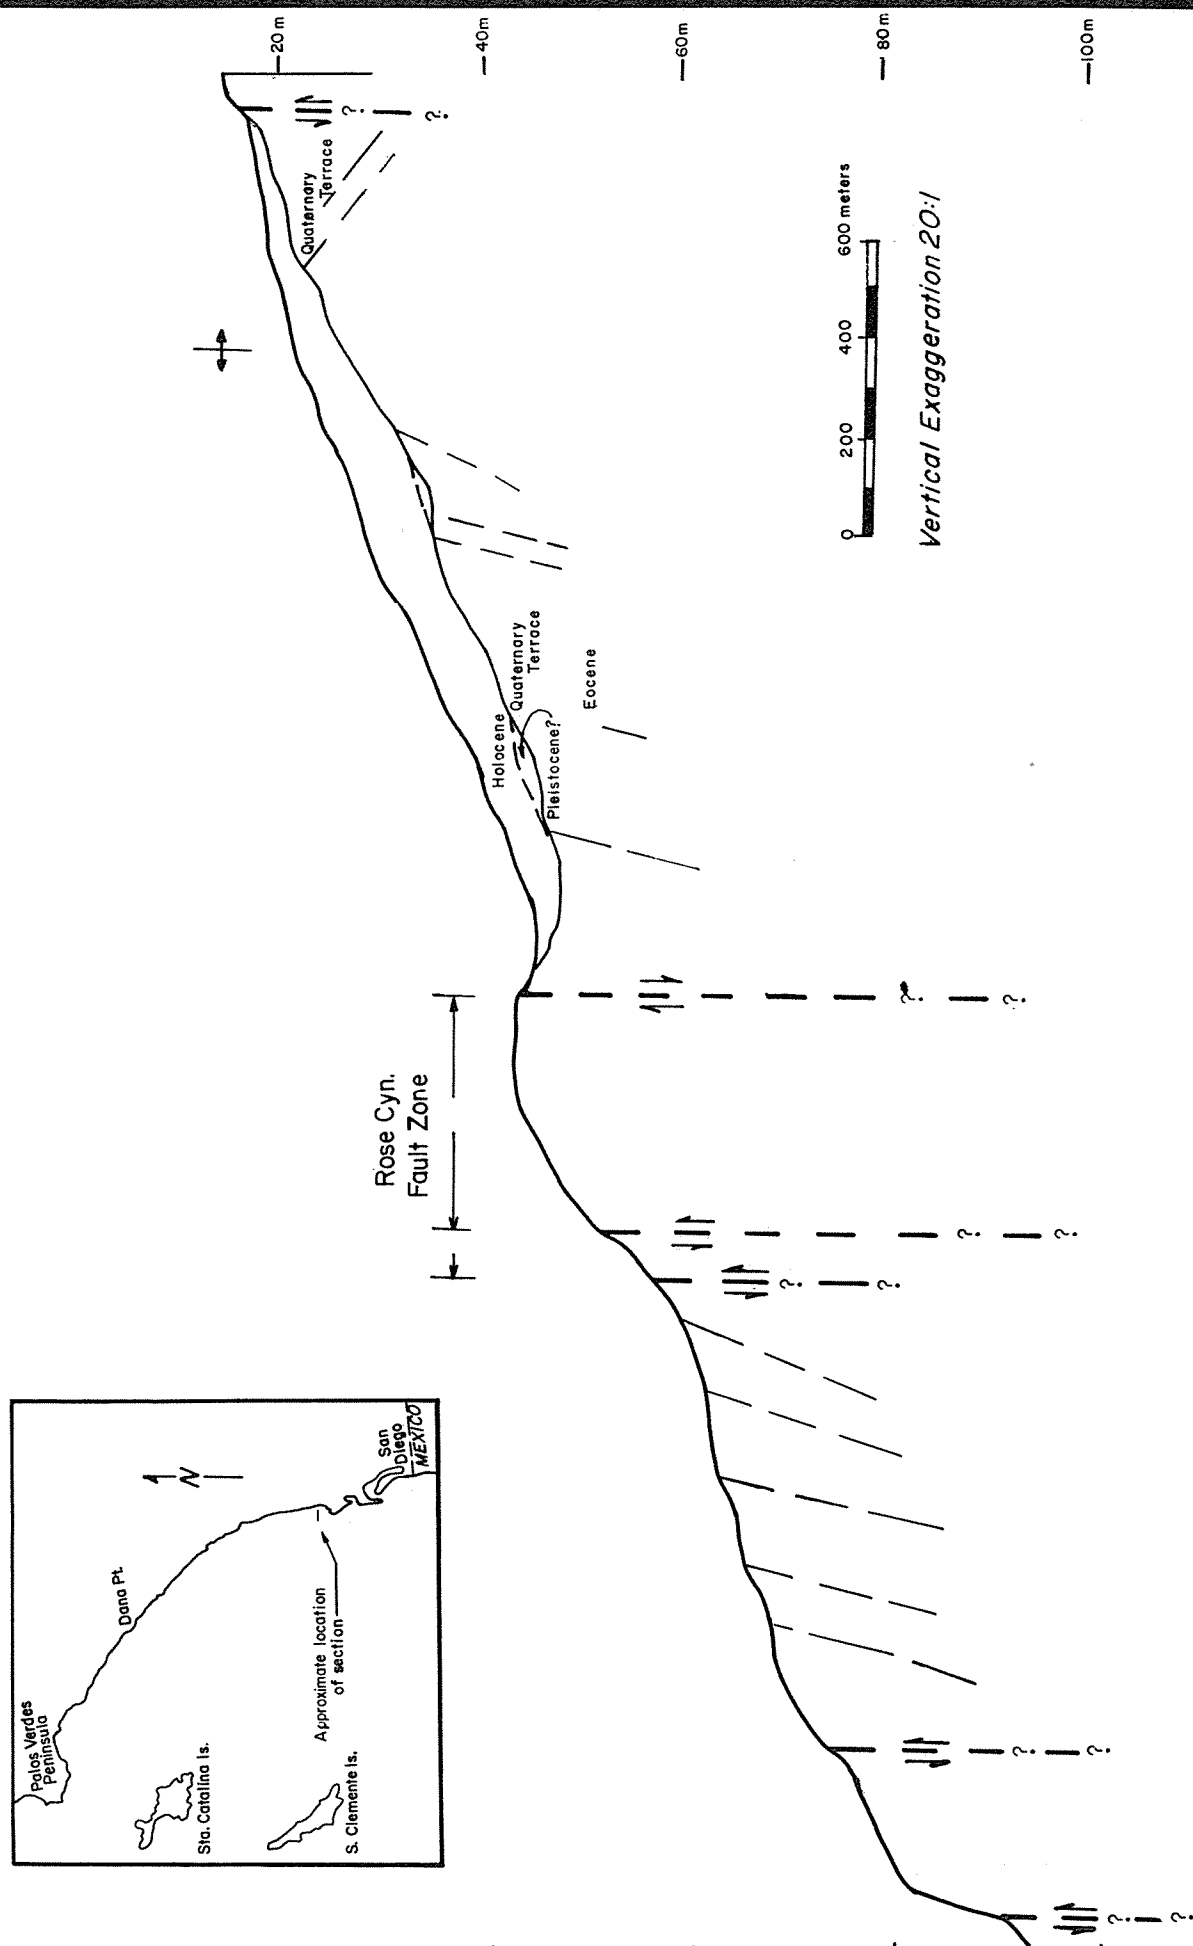 Palos Verdes
Peninsula
Dana Pt.
Sta. Catalina Is.
S. Clemente Is.
Approximate location
of section
N
San
Diego
MEXICO
Rose Cyn.
Fault Zone
Holocene
Quaternary
Terrace
Pleistocene?
Eocene
Quaternary
Terrace
?
?
?
?
?
?
?
?
?
?
?
?
—20m
—40m
—60m
—80m
—100m
0 200 400 600 meters
Vertical Exaggeration 20:1